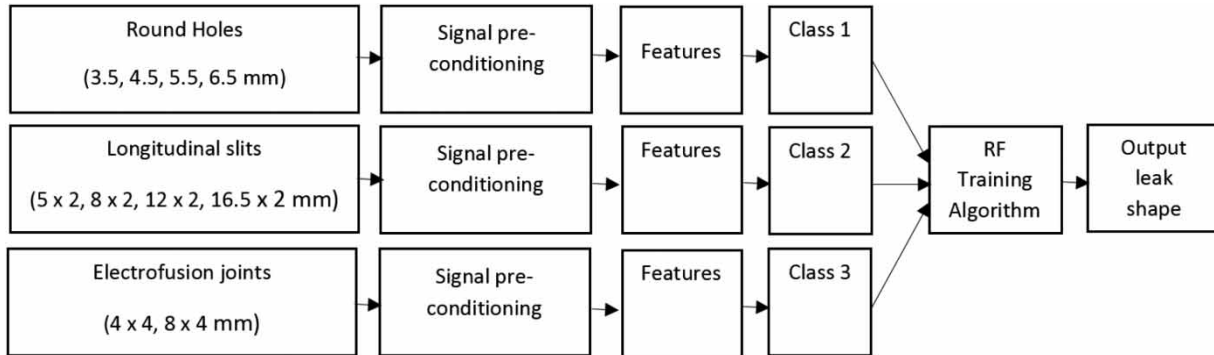 Round Holes
(3.5, 4.5, 5.5, 6.5 mm)
Signal pre-
conditioning
Features
Class 1
Longitudinal slits
(5 x 2, 8 x 2, 12 x 2, 16.5 x 2 mm)
Signal pre-
conditioning
Features
Class 2
RF
Training
Algorithm
Output
leak
shape
Electrofusion joints
(4 x 4, 8 x 4 mm)
Signal pre-
conditioning
Features
Class 3